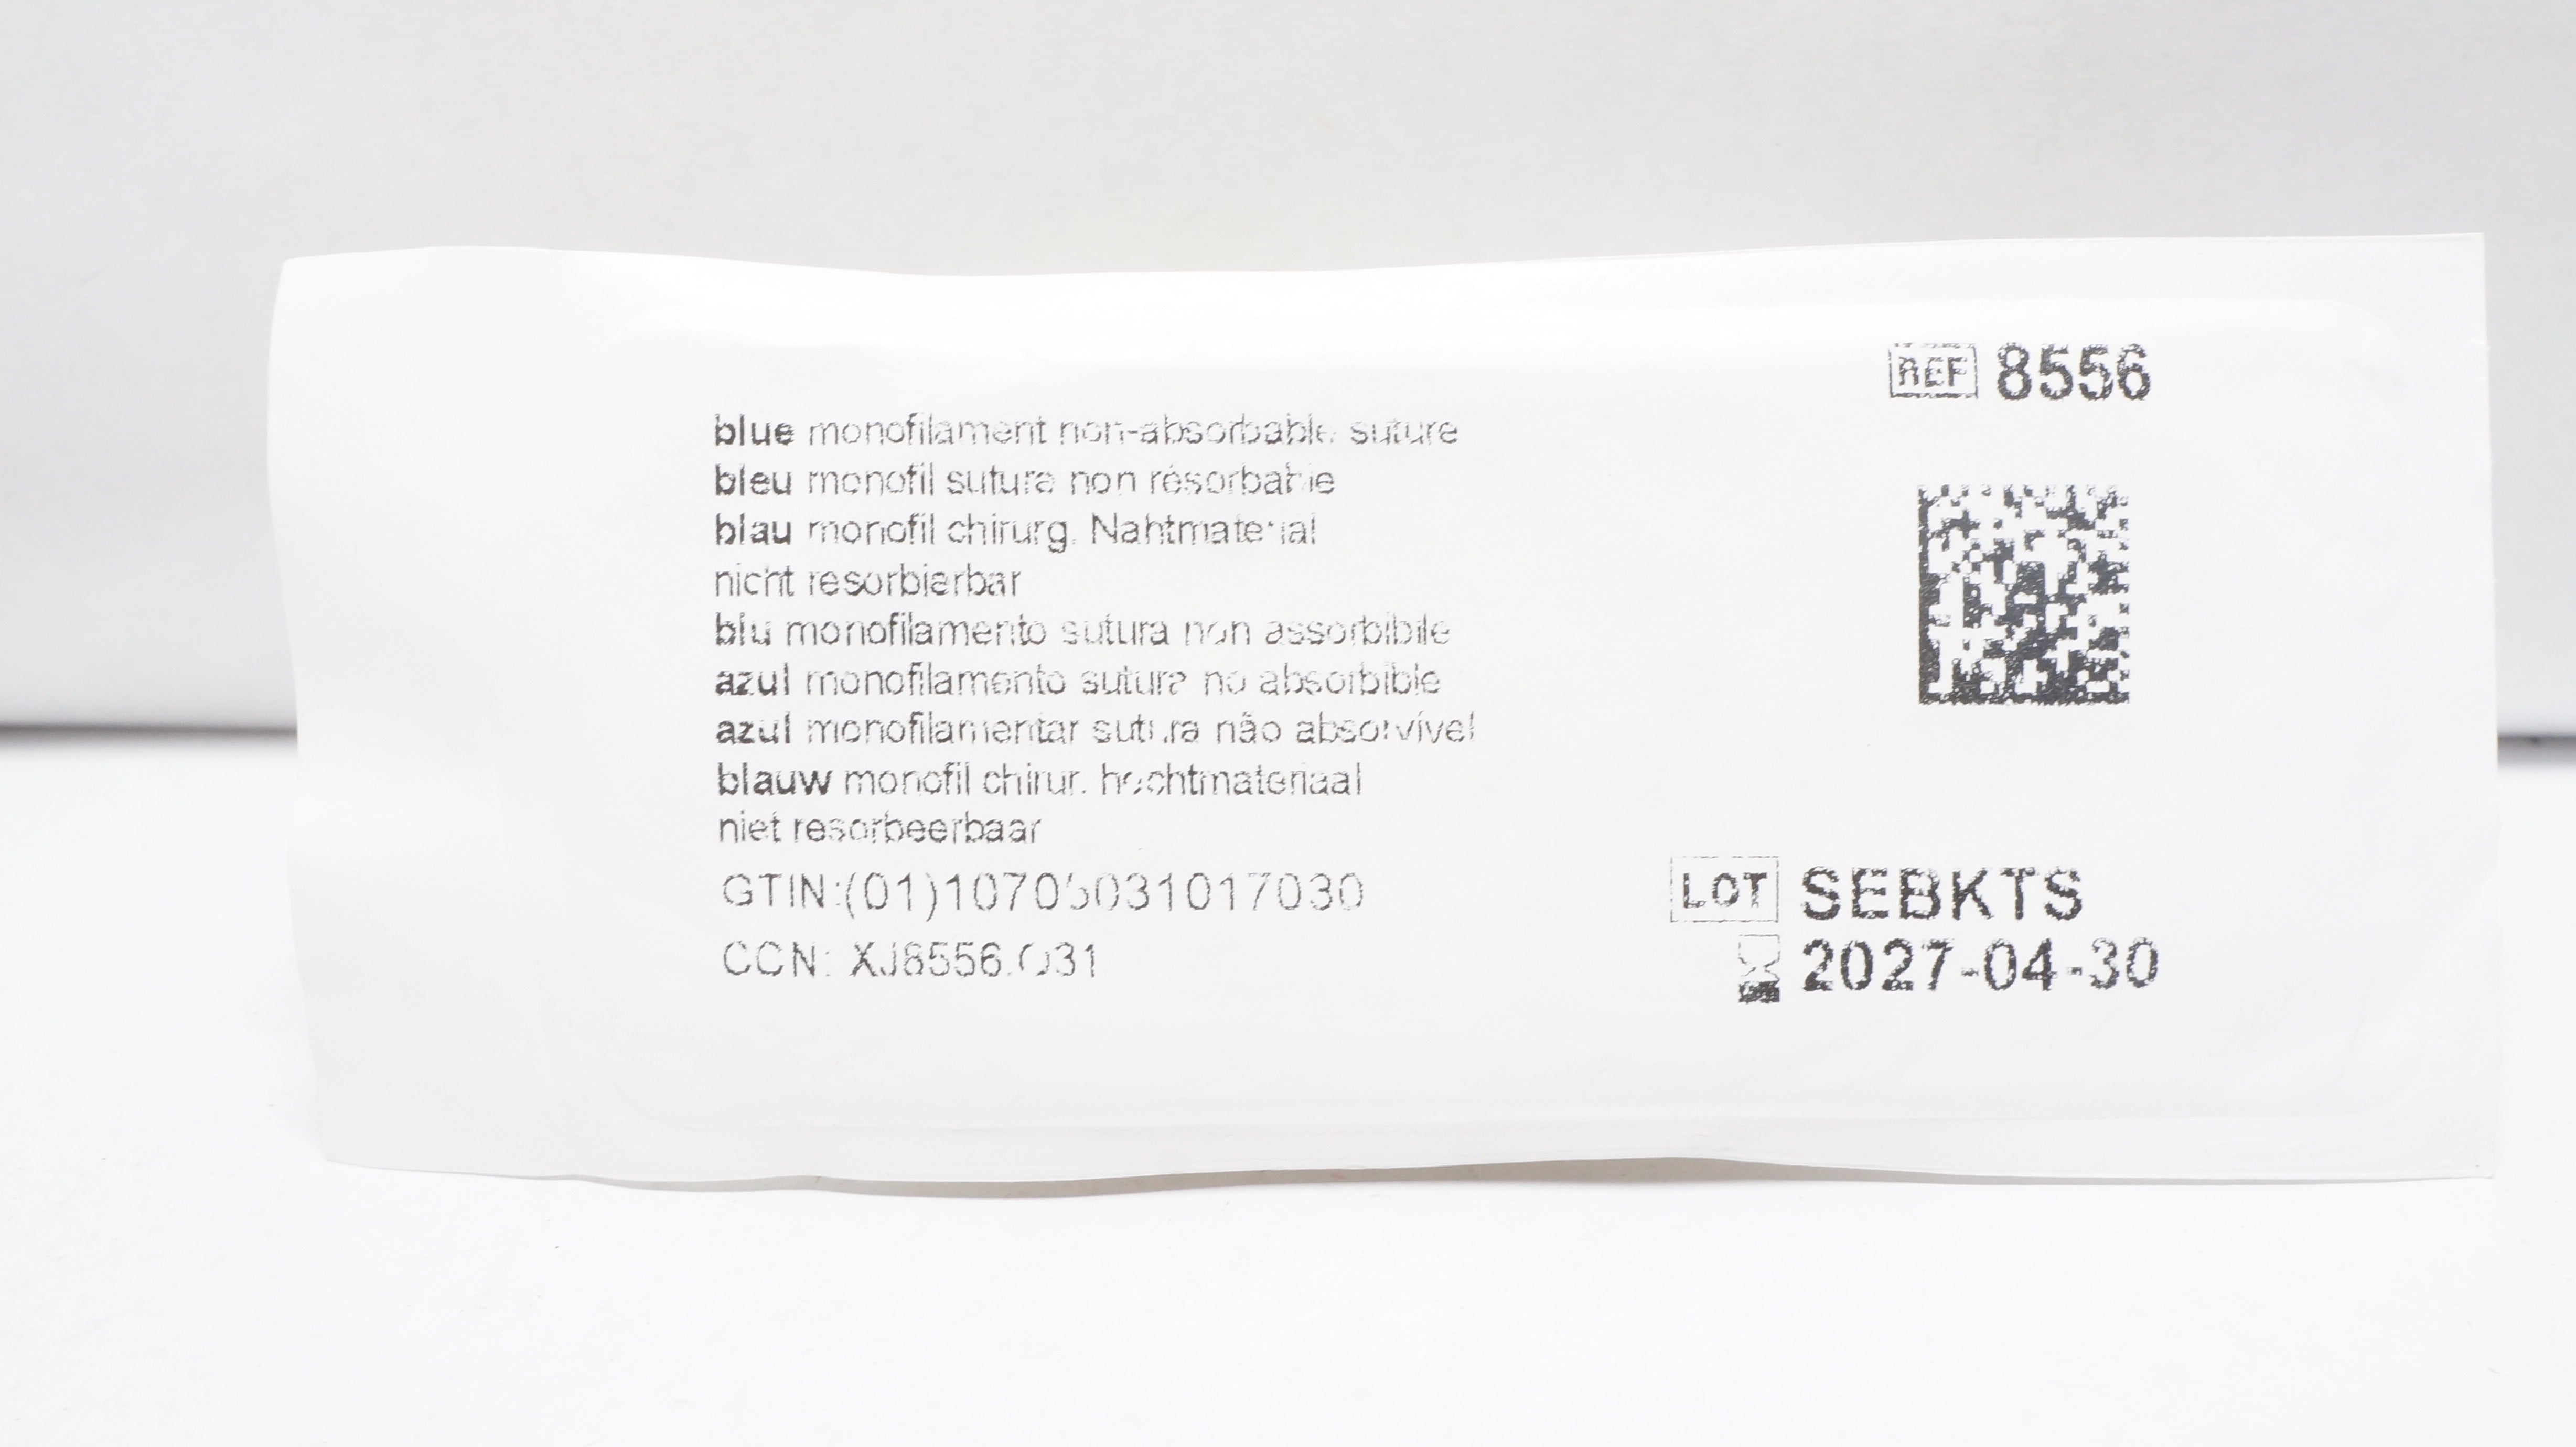 REF 8556
blue monofilament non-absorbable suture
bleu monofil suture non résorbable
blau monofil chirurg. Nahtmaterial
nicht resorbierbar
blu monofilamento sutura non assorbibile
azul monofilamento sutura no absorbible
azul monofilamentar sutura não absorvível
blauw monofil chirur. hechtmateriaal
niet resorbeerbaar
GTIN:(01)10705031017030
CCN: XJ8556.O31
LOT SEBKTS
2027-04-30